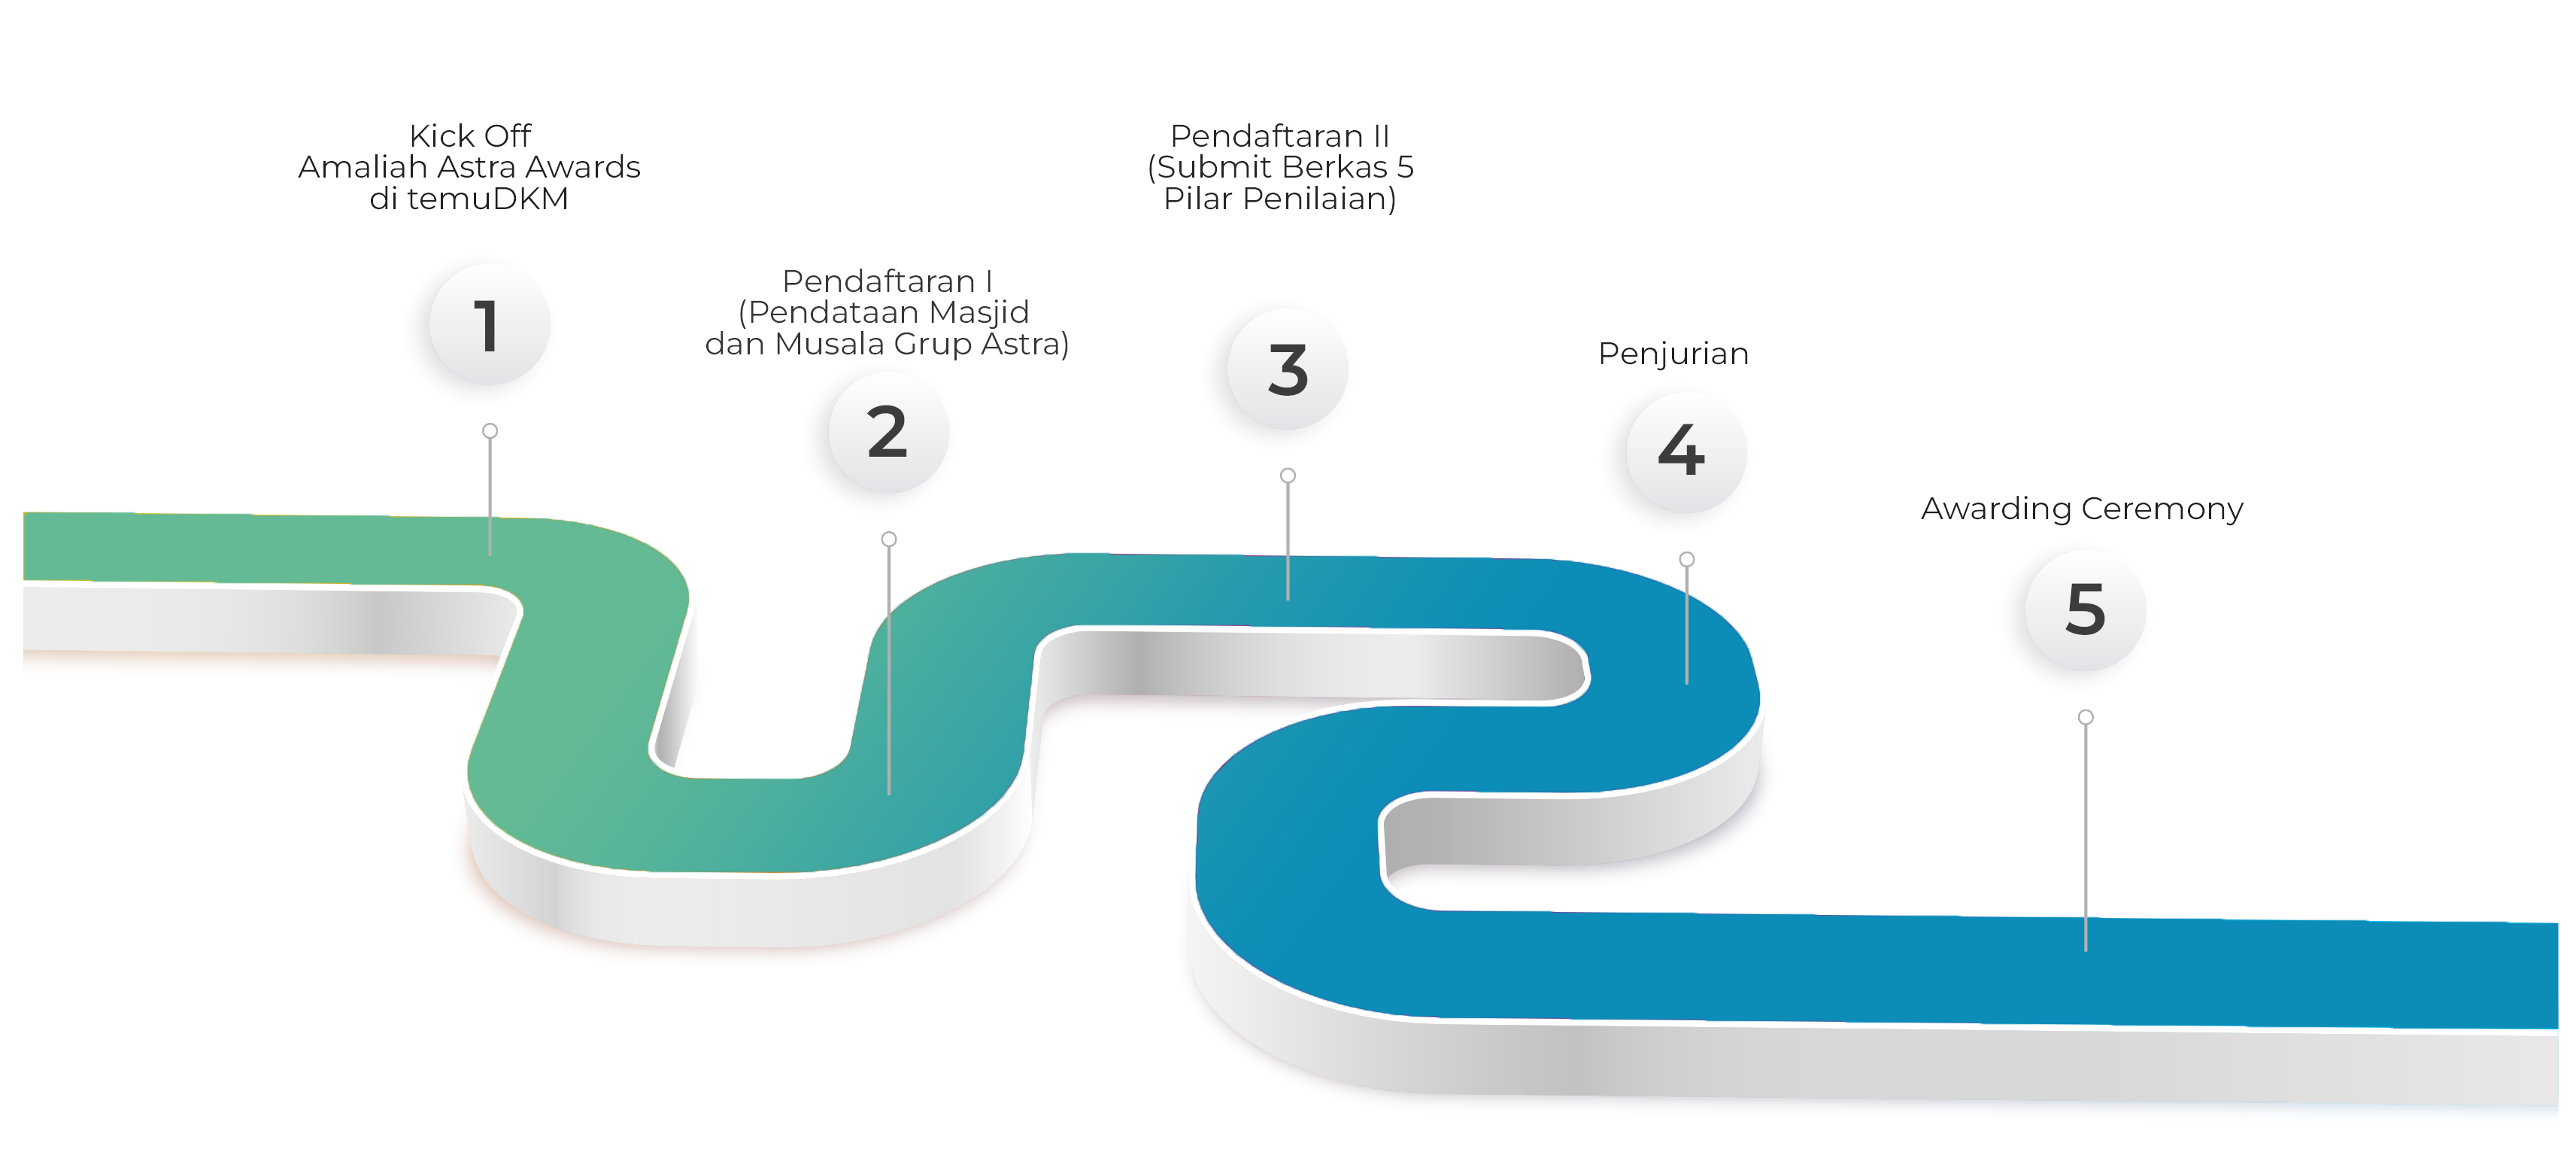 Kick Off
Amaliah Astra Awards
di temuDKM
1
Pendaftaran I
(Pendataan Masjid
dan Musala Grup Astra)
2
Pendaftaran II
(Submit Berkas 5
Pilar Penilaian)
3
Penjurian
4
Awarding Ceremony
5